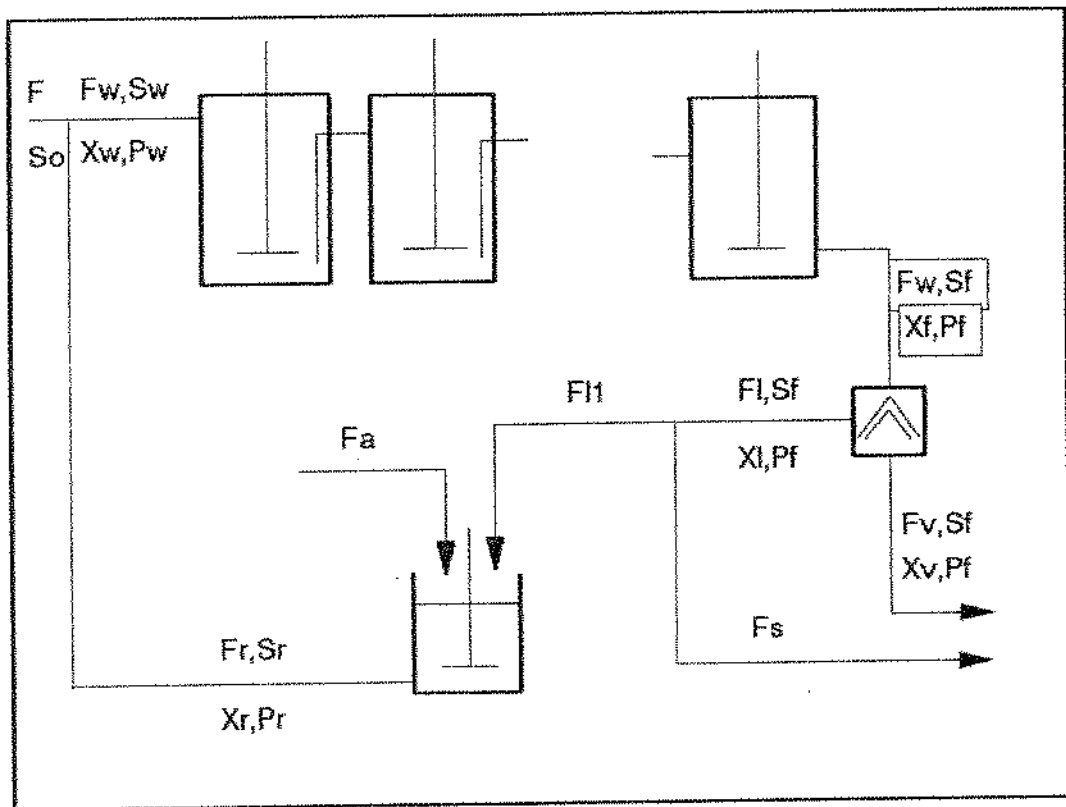 F Fw,Sw
So Xw,Pw
Fw,Sf
Xf,Pf
Fl1 Fl,Sf
Fa Xl,Pf
Fv,Sf
Xv,Pf
Fs
Fr,Sr
Xr,Pr